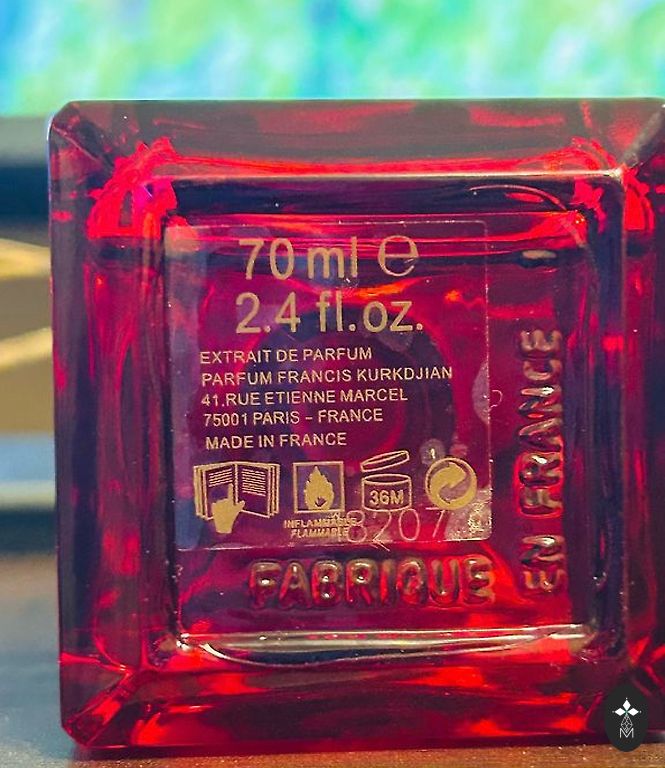 70 ml ℮
2.4 fl.oz.
EXTRAIT DE PARFUM
PARFUM FRANCIS KURKDJIAN
41,RUE ETIENNE MARCEL
75001 PARIS – FRANCE
MADE IN FRANCE
36M
INFLAMMABLE
FLAMMABLE
8207
FABRIQUE
EN FRANCE
M